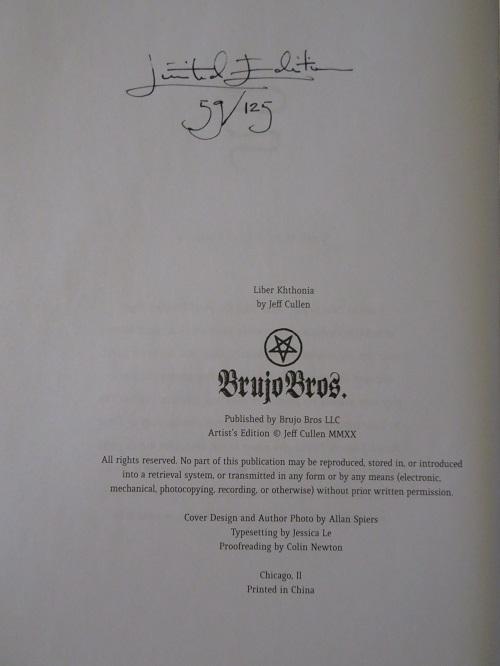 Limited Edition
59/125
Liber Khthonia
by Jeff Cullen
Brujo Bros.
Published by Brujo Bros LLC
Artist's Edition © Jeff Cullen MMXX
All rights reserved. No part of this publication may be reproduced, stored in, or introduced
into a retrieval system, or transmitted in any form or by any means (electronic,
mechanical, photocopying, recording, or otherwise) without prior written permission.
Cover Design and Author Photo by Allan Spiers
Typesetting by Jessica Le
Proofreading by Colin Newton
Chicago, Il
Printed in China